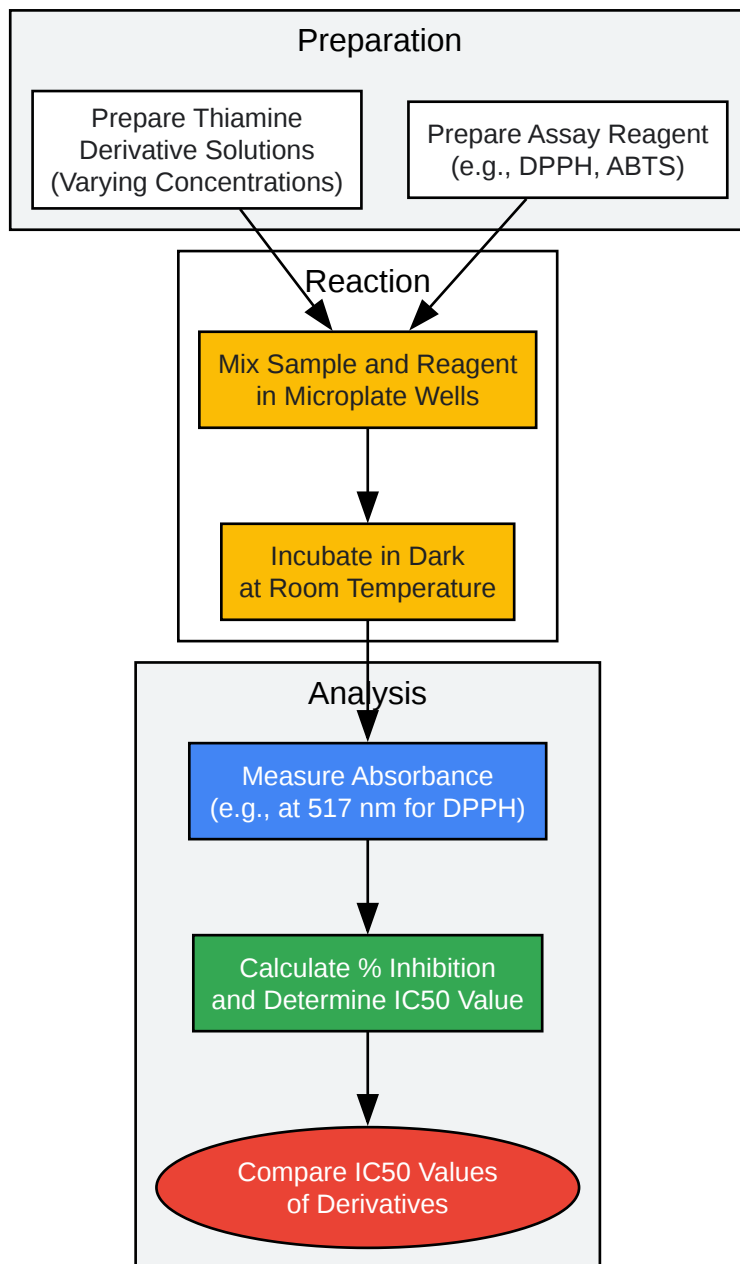 Preparation
Prepare Thiamine
Derivative Solutions
(Varying Concentrations)
Prepare Assay Reagent
(e.g., DPPH, ABTS)
Reaction
Mix Sample and Reagent
in Microplate Wells
Incubate in Dark
at Room Temperature
Analysis
Measure Absorbance
(e.g., at 517 nm for DPPH)
Calculate % Inhibition
and Determine IC50 Value
Compare IC50 Values
of Derivatives